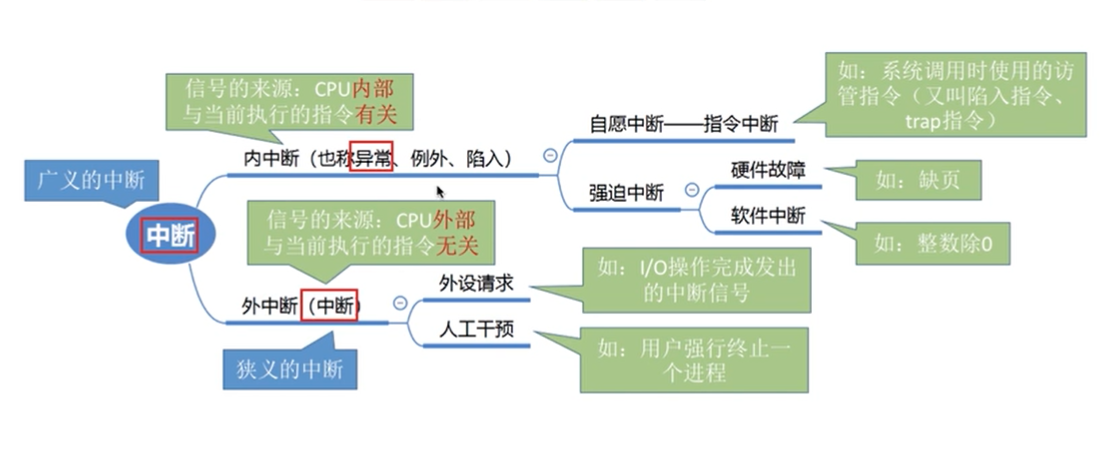 如：系统调用时使用的访
管指令（又叫陷入指令、
trap指令）
信号的来源：CPU内部
与当前执行的指令有关
自愿中断——指令中断
内中断（也称异常、例外、陷入）
硬件故障
广义的中断
强迫中断
如：缺页
信号的来源：CPU外部
与当前执行的指令无关
软件中断
中断
如：整数除0
外设请求
如：I/O操作完成发出
的中断信号
外中断（中断）
人工干预
狭义的中断
如：用户强行终止一
个进程